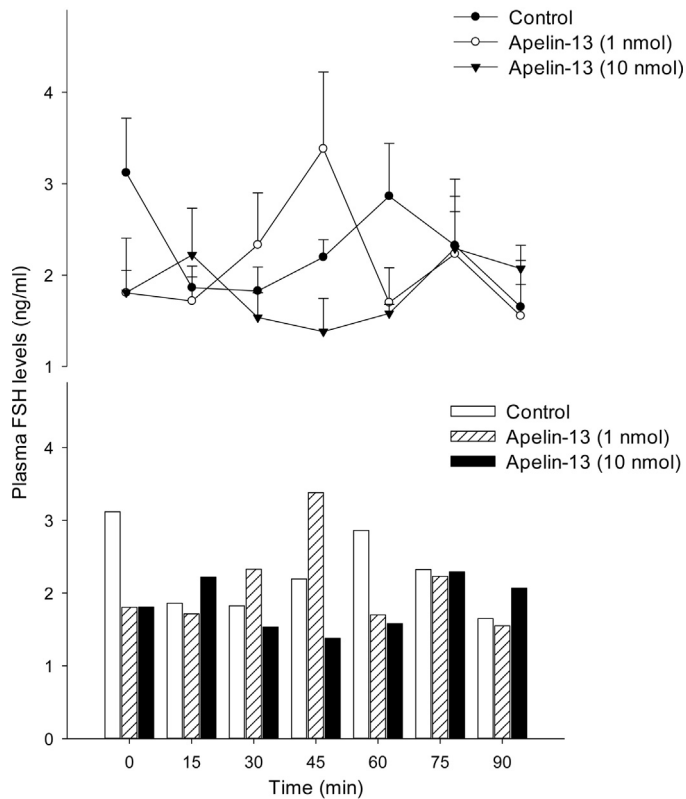 Control
Apelin-13 (1 nmol)
Apelin-13 (10 nmol)
4
3
2
1
Plasma FSH levels (ng/ml)
Control
Apelin-13 (1 nmol)
Apelin-13 (10 nmol)
4
3
2
1
0
0 15 30 45 60 75 90
Time (min)